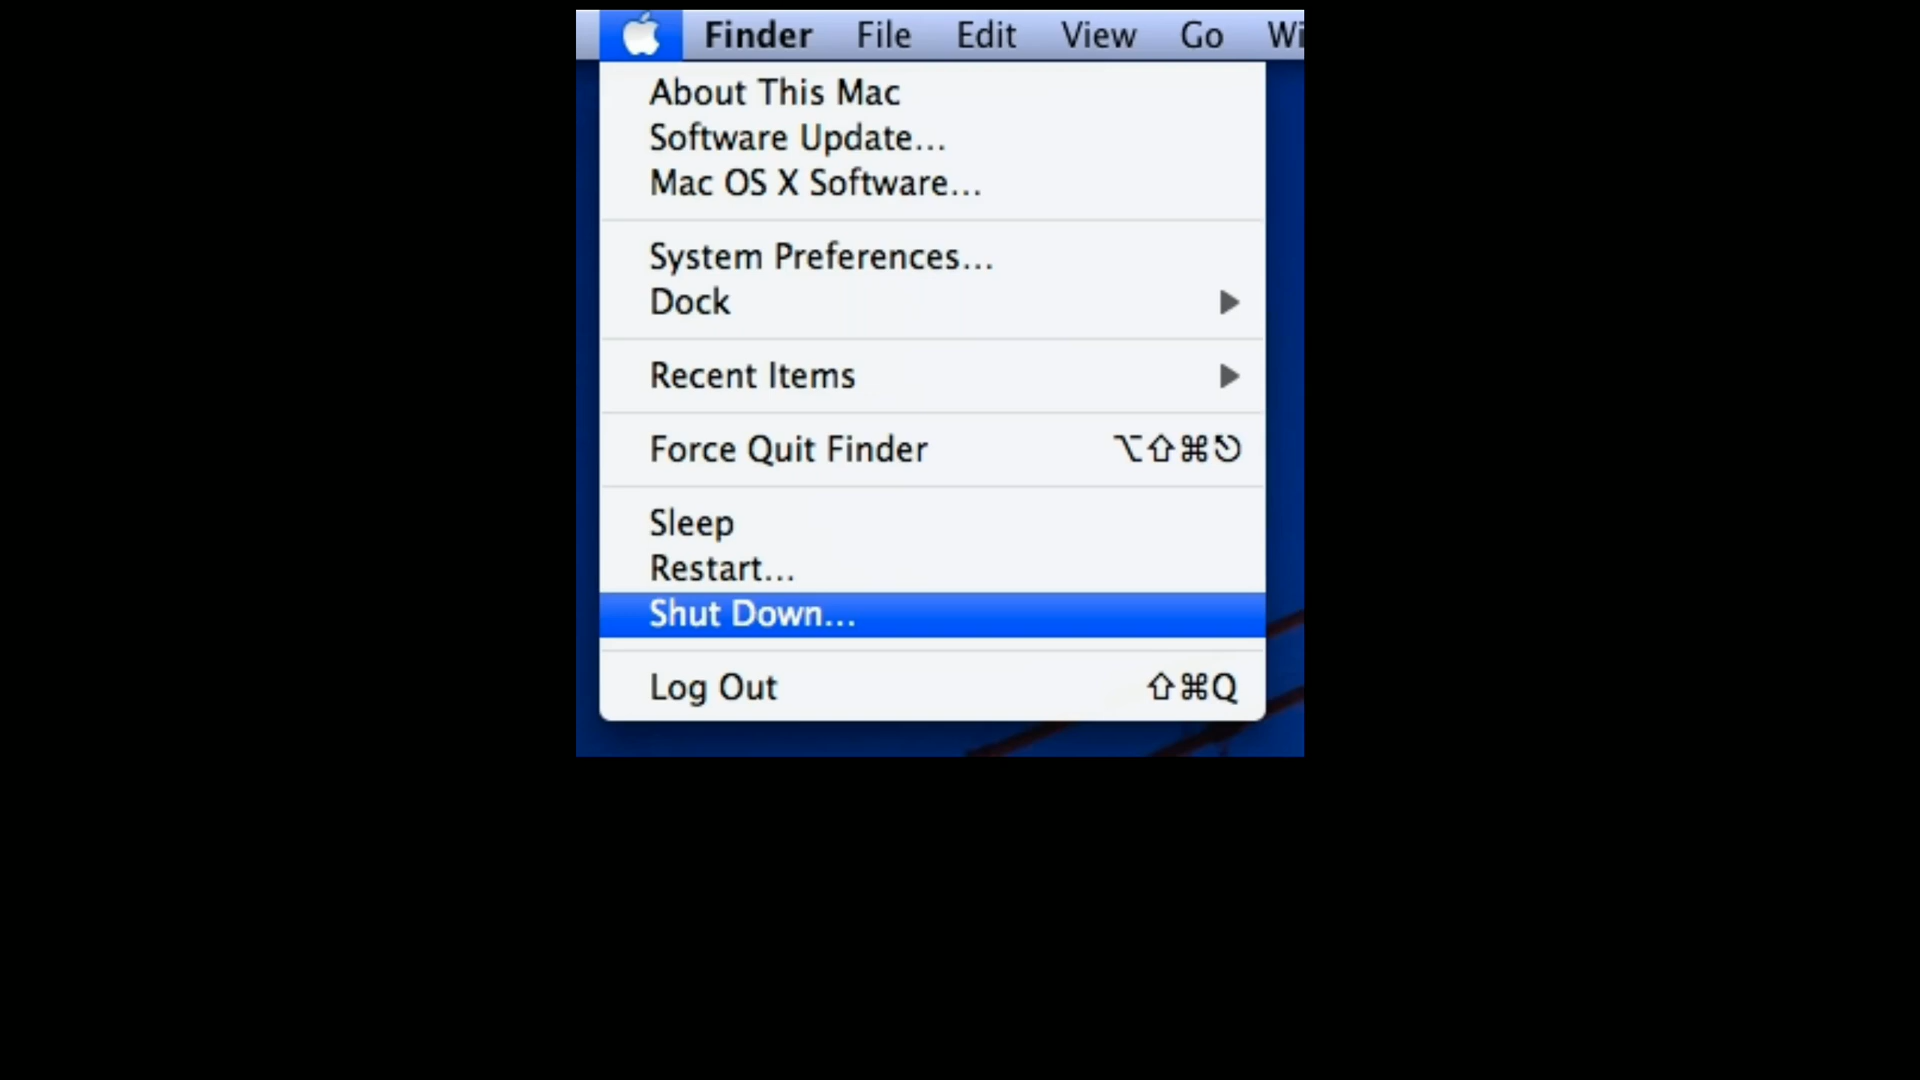 Finder File Edit View Go Wi
About This Mac
Software Update...
Mac OS X Software...
System Preferences...
Dock ▶
Recent Items ▶
Force Quit Finder ⌥⇧⌘⎋
Sleep
Restart...
Shut Down...
Log Out ⇧⌘Q